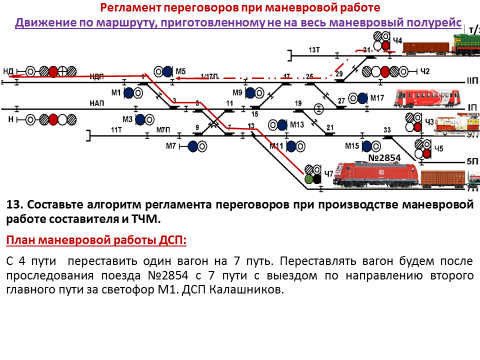 Регламент переговоров при маневровой работе
Движение по маршруту, приготовленному не на весь маневровый полурейс
Ч4
т/з
13Т
31
НД
М5
Ч2
НДП
1
1/17П
17
25
29
IIП
М1
М9
М17
НАП
3
5
11
15
19
21
27
IП
Н
М3
М13
Ч3
11Т
М7П
9
7
13
М7
М11
М15
33
Ч5
5П
Ч7
№2854
7П
13. Составьте алгоритм регламента переговоров при производстве маневровой
работе составителя и ТЧМ.
План маневровой работы ДСП:
С 4 пути переставить один вагон на 7 путь. Переставлять вагон будем после
проследования поезда №2854 с 7 пути с выездом по направлению второго
главного пути за светофор М1. ДСП Калашников.